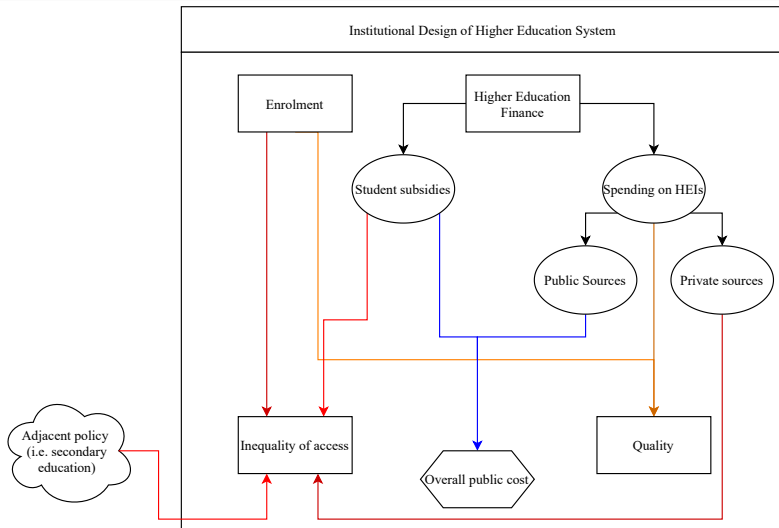 Institutional Design of Higher Education System
Enrolment
Higher Education
Finance
Student subsidies
Spending on HEIs
Public Sources
Private sources
Adjacent policy
(i.e. secondary
education)
Inequality of access
Overall public cost
Quality